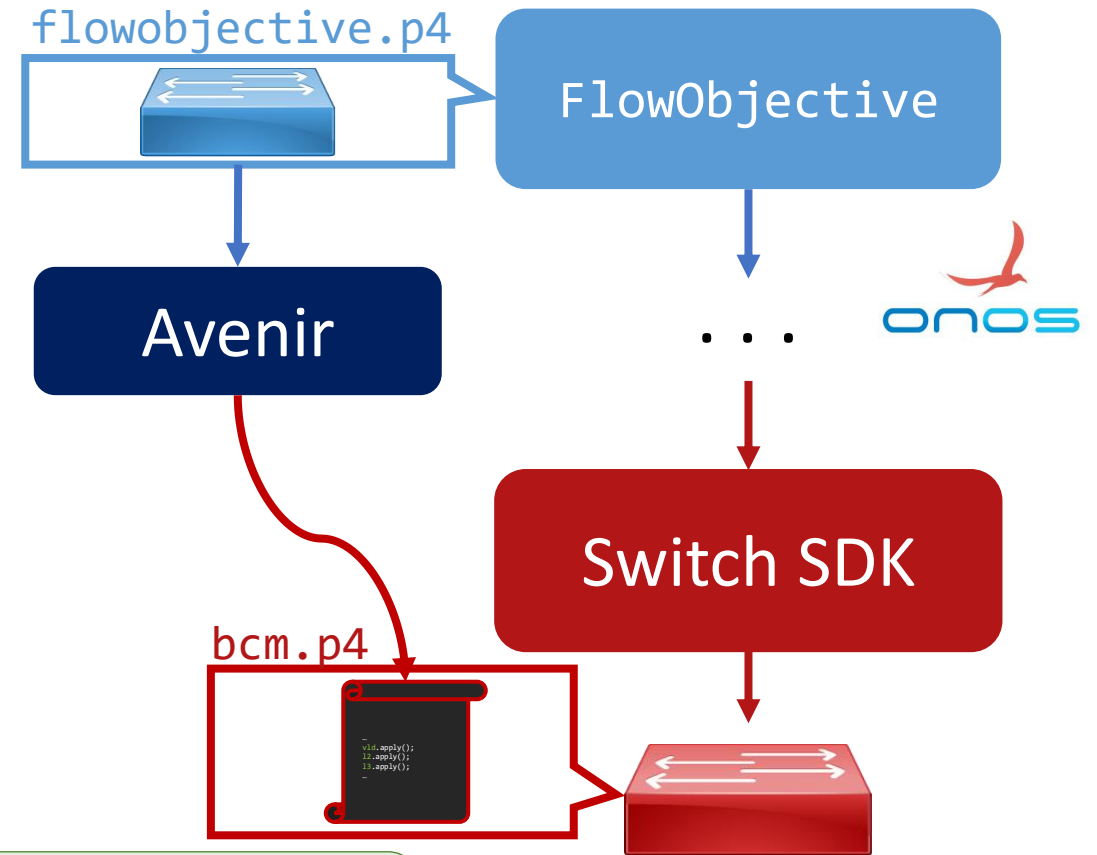 flowobjective.p4
FlowObjective
Avenir
. . .
onos
Switch SDK
bcm.p4
…
vld.apply();
l2.apply();
l3.apply();
…